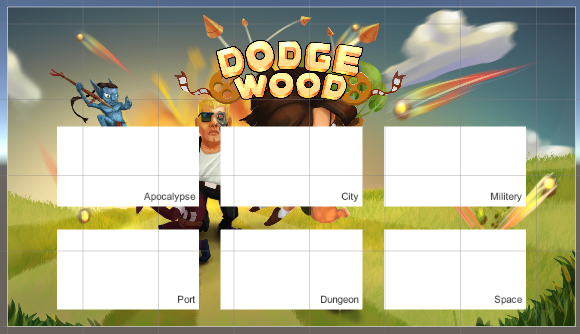 DODGE
WOOD
Apocalypse
City
Militery
Port
Dungeon
Space